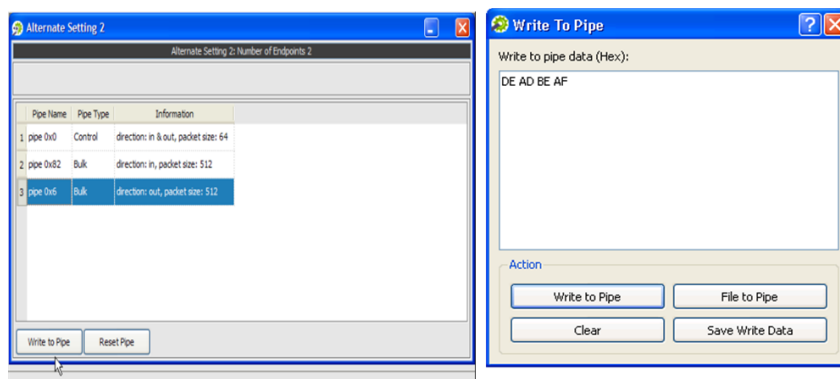 Alternate Setting 2
Alternate Setting 2: Number of Endpoints 2
Pipe Name Pipe Type Information
1 pipe 0x0 Control direction: in & out, packet size: 64
2 pipe 0x82 Bulk direction: in, packet size: 512
3 pipe 0x6 Bulk direction: out, packet size: 512
Write to Pipe Reset Pipe
Write To Pipe
Write to pipe data (Hex):
DE AD BE AF
Action
Write to Pipe File to Pipe
Clear Save Write Data